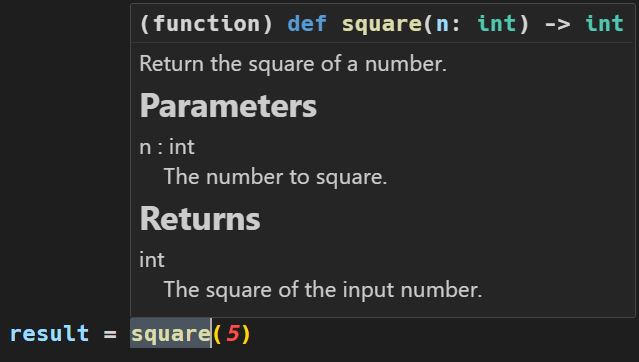 (function) def square(n: int) -> int
Return the square of a number.
Parameters
n : int
The number to square.
Returns
int
The square of the input number.
result = square(5)